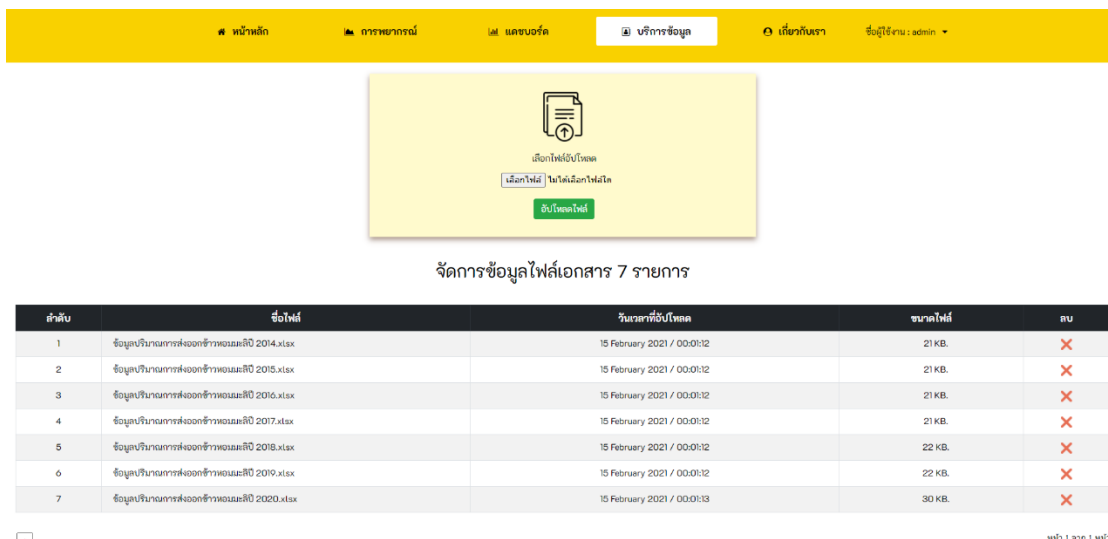 หน้าหลัก การพยากรณ์ แดชบอร์ด บริการข้อมูล เกี่ยวกับเรา ชื่อผู้ใช้งาน : admin
เลือกไฟล์อัปโหลด
เลือกไฟล์ ไม่ได้เลือกไฟล์ใด
อัปโหลดไฟล์
จัดการข้อมูลไฟล์เอกสาร 7 รายการ
ลำดับ ชื่อไฟล์ วันเวลาที่อัปโหลด ขนาดไฟล์ ลบ
1 ข้อมูลปริมาณการส่งออกข้าวหอมมะลิปี 2014.xlsx 15 February 2021 / 00:01:12 21 KB.
2 ข้อมูลปริมาณการส่งออกข้าวหอมมะลิปี 2015.xlsx 15 February 2021 / 00:01:12 21 KB.
3 ข้อมูลปริมาณการส่งออกข้าวหอมมะลิปี 2016.xlsx 15 February 2021 / 00:01:12 21 KB.
4 ข้อมูลปริมาณการส่งออกข้าวหอมมะลิปี 2017.xlsx 15 February 2021 / 00:01:12 21 KB.
5 ข้อมูลปริมาณการส่งออกข้าวหอมมะลิปี 2018.xlsx 15 February 2021 / 00:01:12 22 KB.
6 ข้อมูลปริมาณการส่งออกข้าวหอมมะลิปี 2019.xlsx 15 February 2021 / 00:01:12 22 KB.
7 ข้อมูลปริมาณการส่งออกข้าวหอมมะลิปี 2020.xlsx 15 February 2021 / 00:01:13 30 KB.